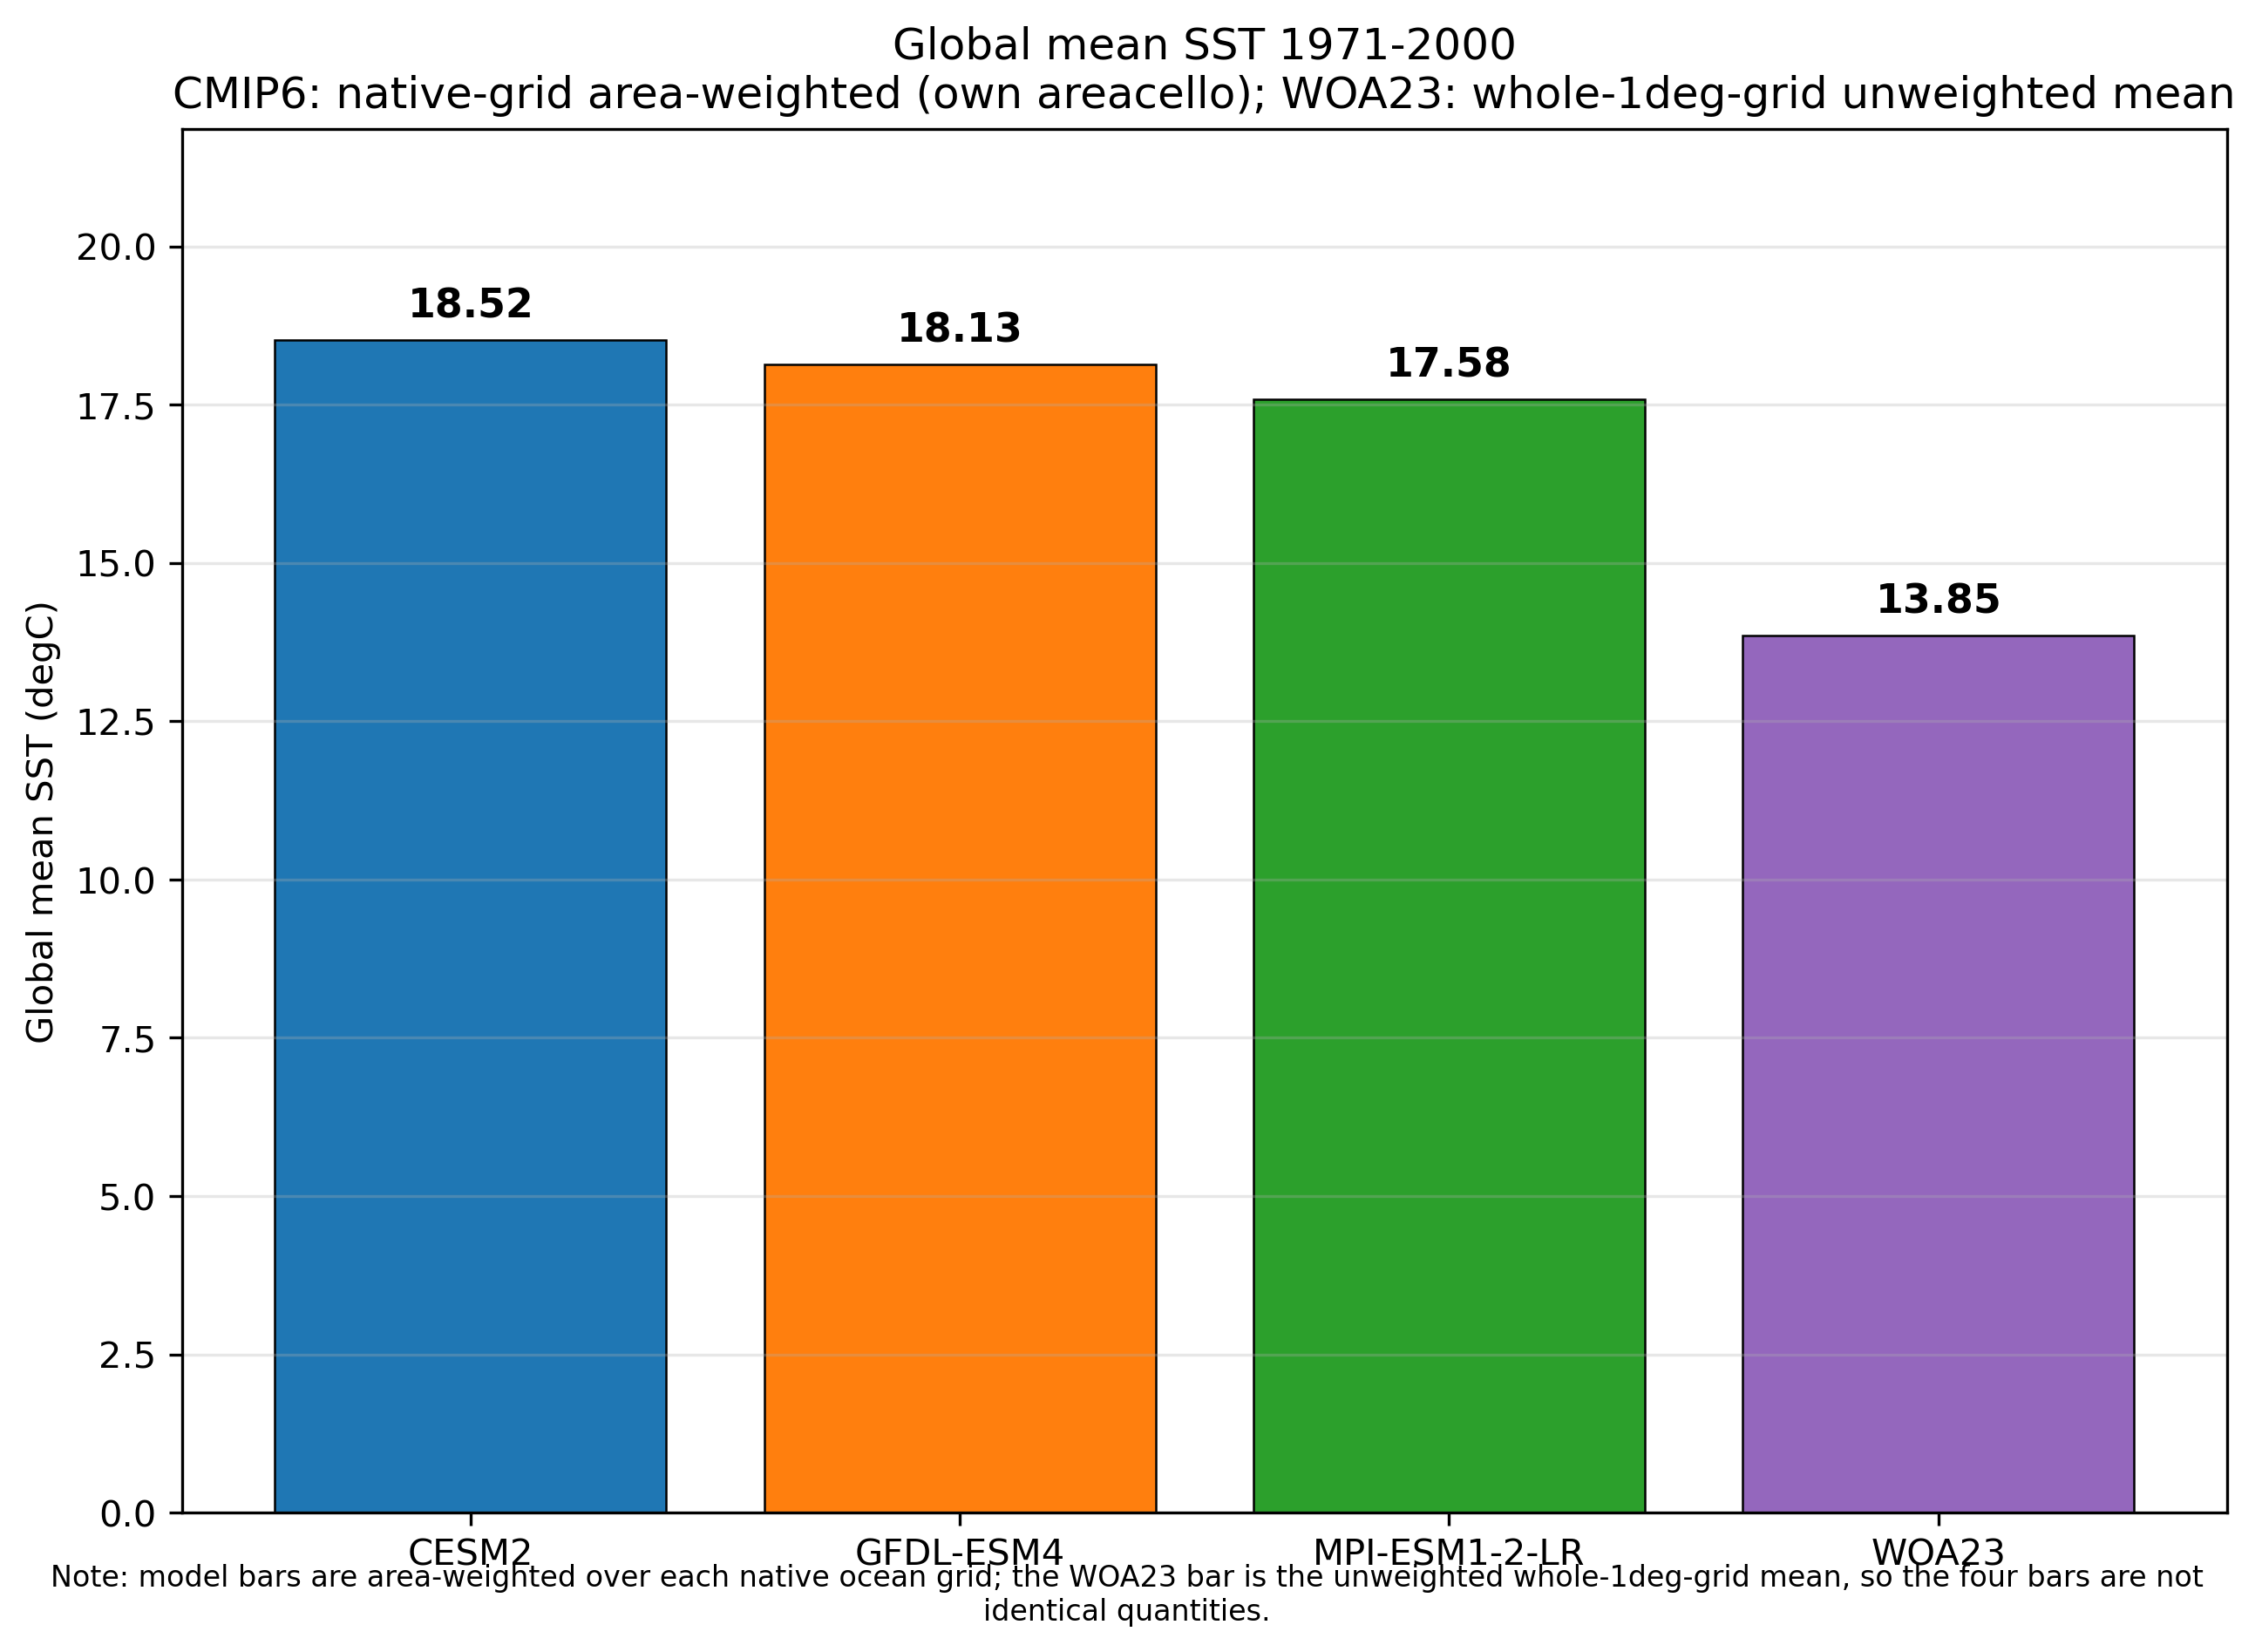 Global mean SST 1971-2000
CMIP6: native-grid area-weighted (own areacello); WOA23: whole-1deg-grid unweighted mean
Global mean SST (degC)
20.0
17.5
15.0
12.5
10.0
7.5
5.0
2.5
0.0
18.52
18.13
17.58
13.85
CESM2
GFDL-ESM4
MPI-ESM1-2-LR
WOA23
Note: model bars are area-weighted over each native ocean grid; the WOA23 bar is the unweighted whole-1deg-grid mean, so the four bars are not
identical quantities.